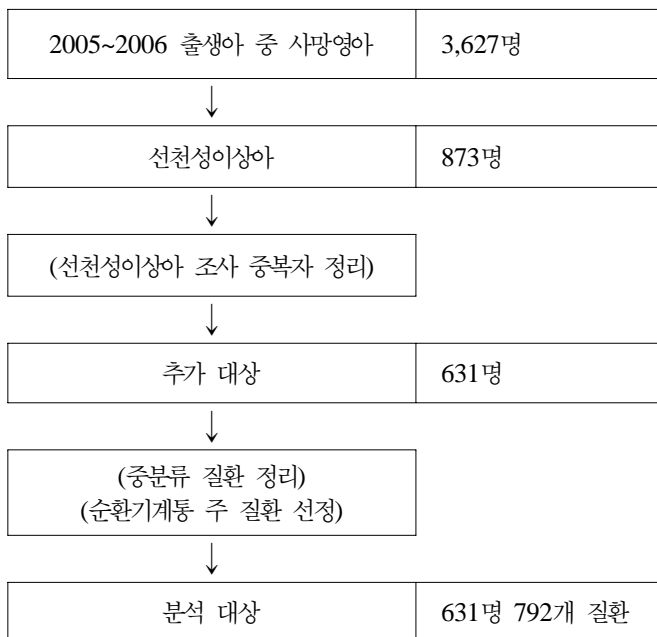 2005~2006 출생아 중 사망영아 3,627명
↓
선천성이상아 873명
↓
(선천성이상아 조사 중복자 정리)
↓
추가 대상 631명
↓
(중분류 질환 정리)
(순환기계통 주 질환 선정)
↓
분석 대상 631명 792개 질환